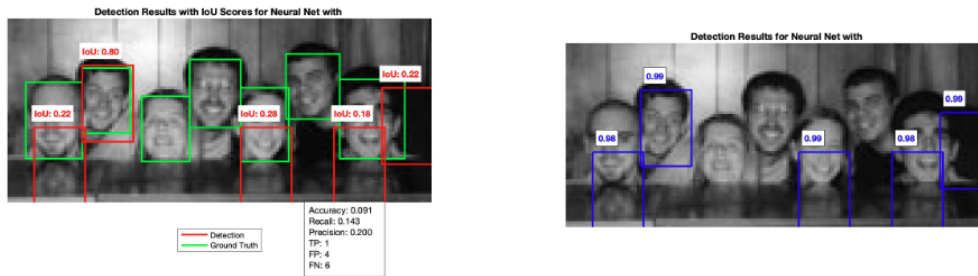 Detection Results with IoU Scores for Neural Net with
IoU: 0.80
IoU: 0.22
IoU: 0.22
IoU: 0.28
IoU: 0.18
Detection
Ground Truth
Accuracy: 0.091
Recall: 0.143
Precision: 0.200
TP: 1
FP: 4
FN: 6
Detection Results for Neural Net with
0.99
0.99
0.98
0.99
0.98